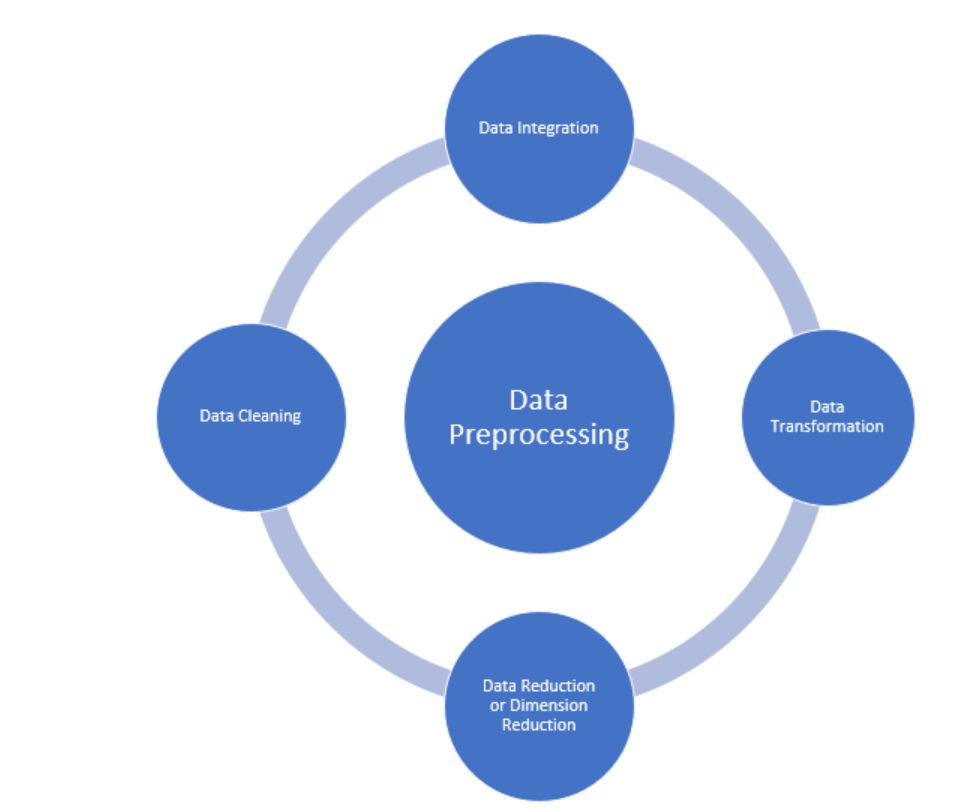 Data Integration
Data Cleaning
Data
Preprocessing
Data
Transformation
Data Reduction
or Dimension
Reduction